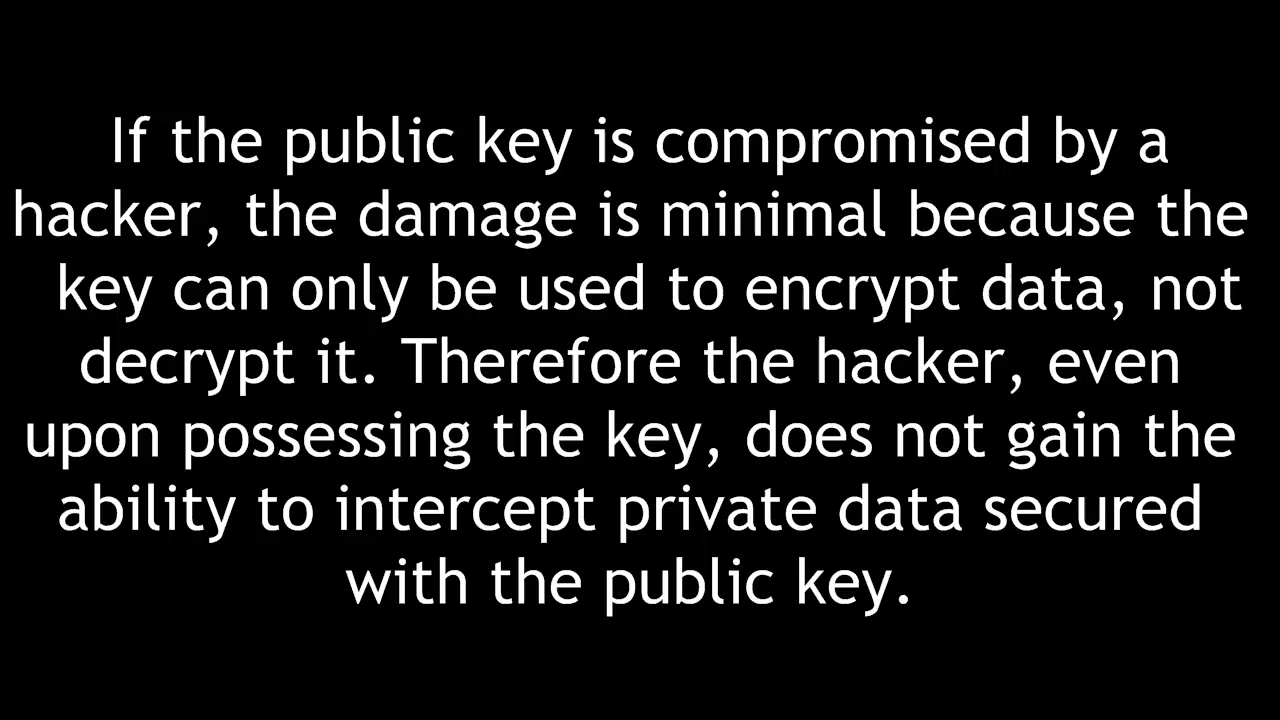 If the public key is compromised by a
hacker, the damage is minimal because the
key can only be used to encrypt data, not
decrypt it. Therefore the hacker, even
upon possessing the key, does not gain the
ability to intercept private data secured
with the public key.